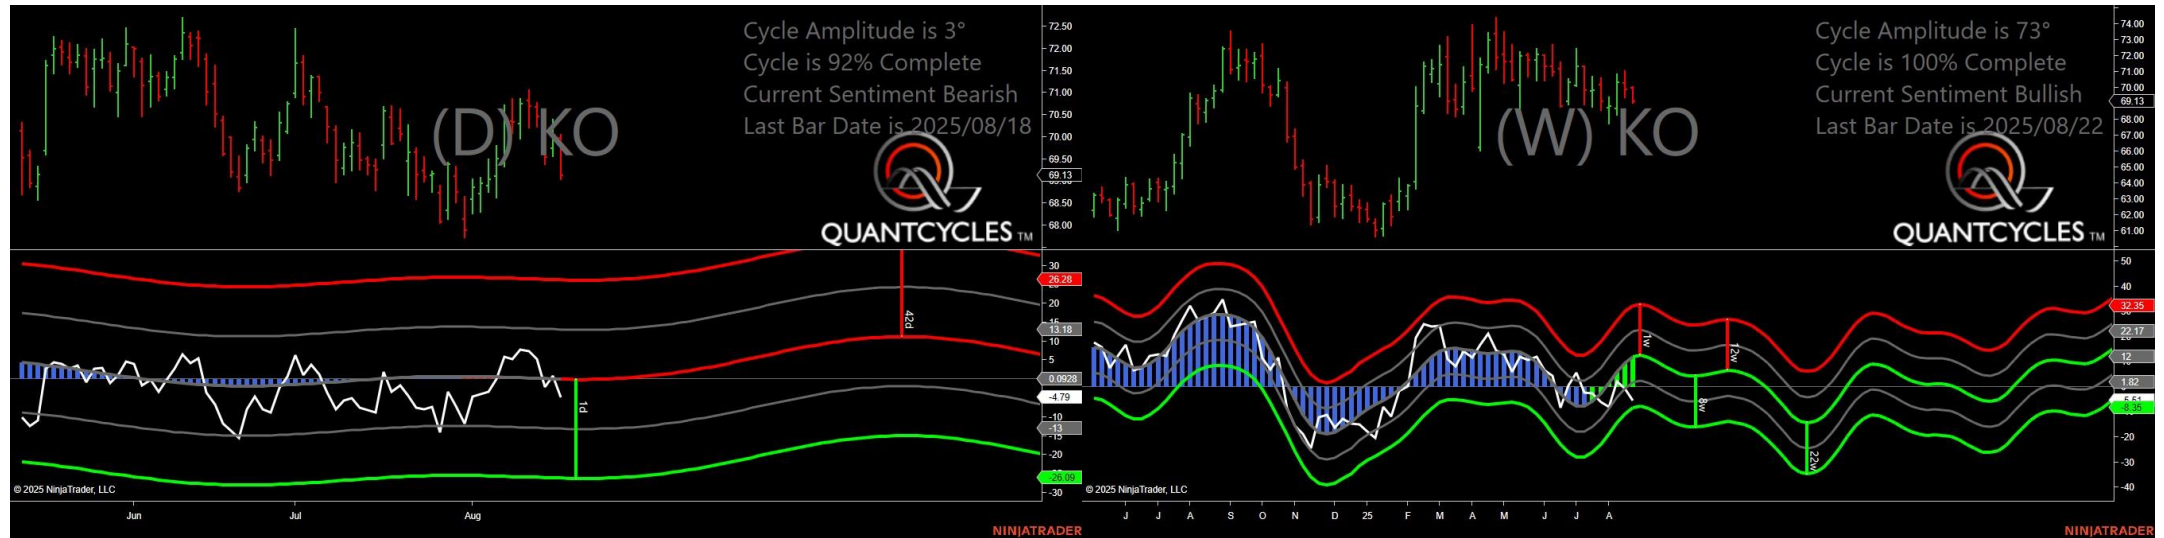 Cycle Amplitude is 3°
Cycle is 92% Complete
Current Sentiment Bearish
Last Bar Date is 2025/08/18
(D) KO
QUANTCYCLES TM
72.50
72.00
71.50
71.00
70.50
70.00
69.50
69.13
68.50
68.00
30
26.28
20
13.18
10
5
0.0928
-4.79
-10
-13
-15
-20
-26.09
-30
42d
1d
© 2025 NinjaTrader, LLC
Jun Jul Aug
NINJATRADER
Cycle Amplitude is 73°
Cycle is 100% Complete
Current Sentiment Bullish
Last Bar Date is 2025/08/22
(W) KO
QUANTCYCLES TM
74.00
73.00
72.00
71.00
70.00
69.13
68.00
67.00
66.00
65.00
64.00
63.00
62.00
61.00
50
40
32.35
22.17
12
1.82
-8.35
-20
-30
-40
1w
12w
8w
22w
© 2025 NinjaTrader, LLC
J J A S O N D 25 F M A M J J A
NINJATRADER